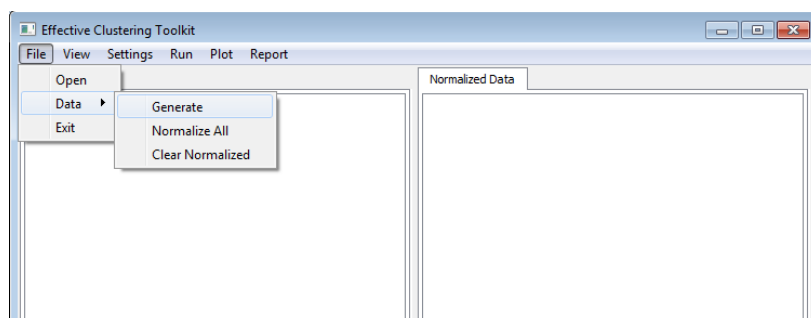 Effective Clustering Toolkit
File View Settings Run Plot Report
Open
Data
Exit
Generate
Normalize All
Clear Normalized
Normalized Data